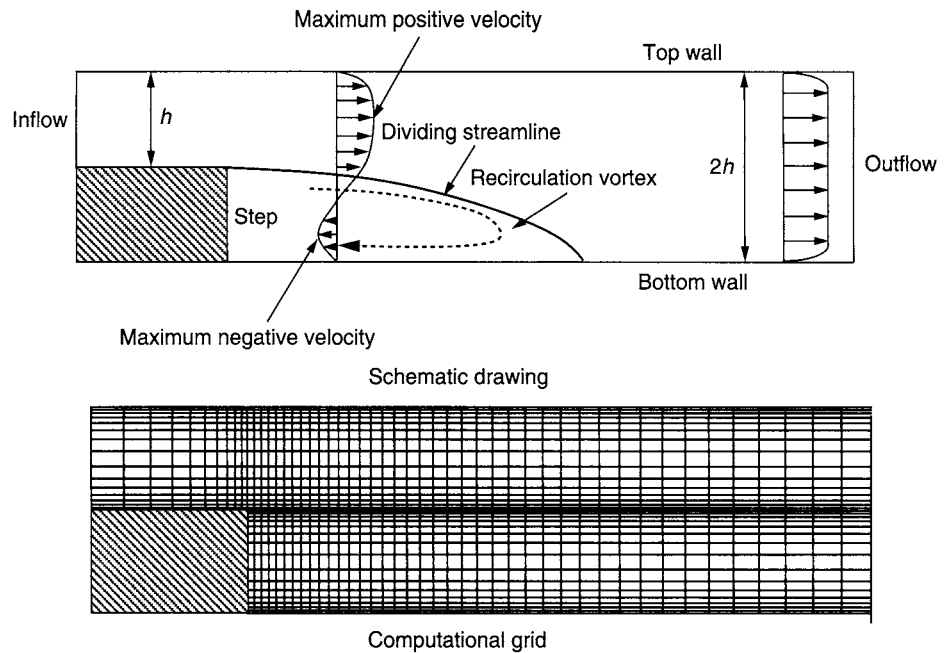 Maximum positive velocity
Top wall
Inflow
h
Dividing streamline
2h
Recirculation vortex
Outflow
Step
Bottom wall
Maximum negative velocity
Schematic drawing
Computational grid